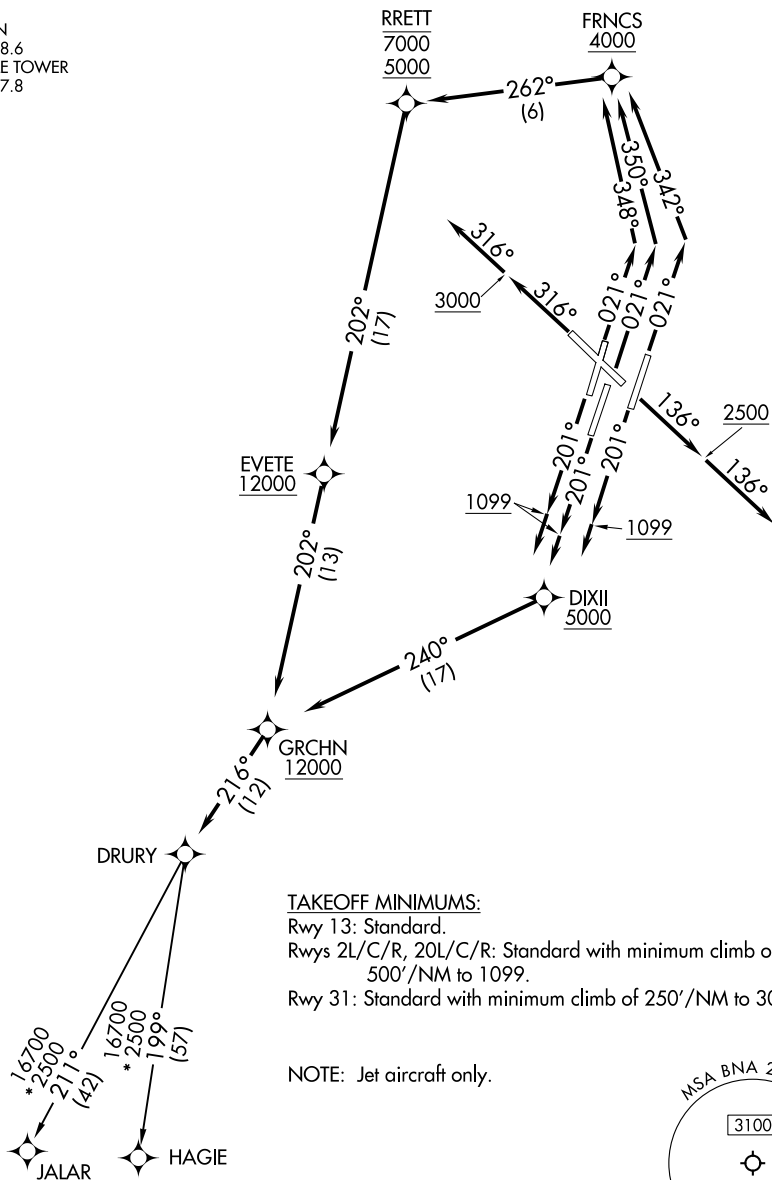 N
8.6
E TOWER
7.8
RRETT
7000
5000
FRNCS
4000
262°
(6)
348°
350°
342°
316°
3000
316°
021°
021°
021°
202°
(17)
136°
2500
136°
201°
201°
201°
1099
1099
EVETE
12000
202°
(13)
DIXII
5000
240°
(17)
GRCHN
12000
216°
(12)
DRURY
TAKEOFF MINIMUMS:
Rwy 13: Standard.
Rwys 2L/C/R, 20L/C/R: Standard with minimum climb o
500'/NM to 1099.
Rwy 31: Standard with minimum climb of 250'/NM to 30
NOTE: Jet aircraft only.
16700
*2500
211°
(42)
16700
*2500
199°
(57)
JALAR
HAGIE
MSA BNA 2
3100